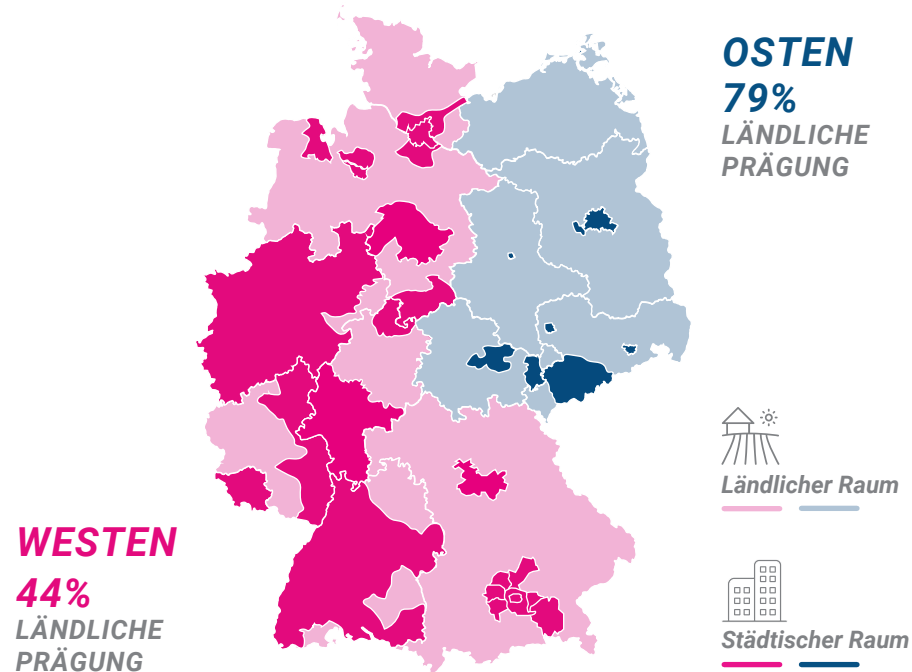 OSTEN
79%
LÄNDLICHE
PRÄGUNG
Ländlicher Raum
WESTEN
44%
LÄNDLICHE
PRÄGUNG
Städtischer Raum